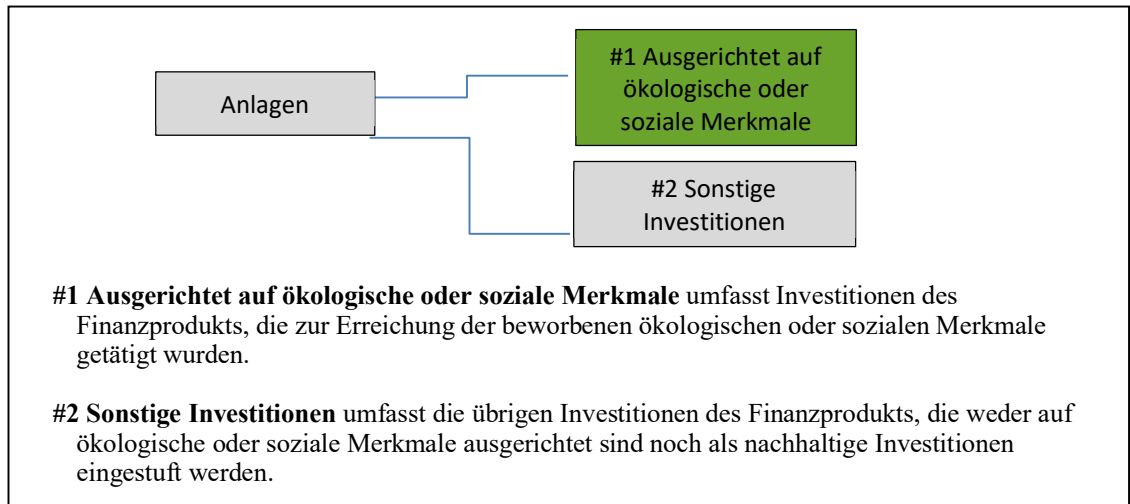 #1 Ausgerichtet auf
ökologische oder
soziale Merkmale
Anlagen
#2 Sonstige
Investitionen
#1 Ausgerichtet auf ökologische oder soziale Merkmale umfasst Investitionen des
Finanzprodukts, die zur Erreichung der beworbenen ökologischen oder sozialen Merkmale
getätigt wurden.
#2 Sonstige Investitionen umfasst die übrigen Investitionen des Finanzprodukts, die weder auf
ökologische oder soziale Merkmale ausgerichtet sind noch als nachhaltige Investitionen
eingestuft werden.